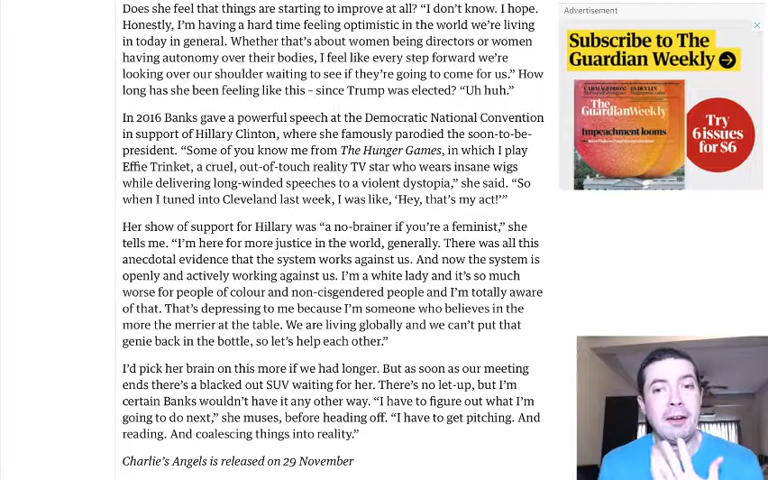 Does she feel that things are starting to improve at all? “I don’t know. I hope.
Honestly, I’m having a hard time feeling optimistic in the world we’re living
in today in general. Whether that’s about women being directors or women
having autonomy over their bodies, I feel like every step forward we’re
looking over our shoulder waiting to see if they’re going to come for us.” How
long has she been feeling like this – since Trump was elected? “Uh huh.”
In 2016 Banks gave a powerful speech at the Democratic National Convention
in support of Hillary Clinton, where she famously parodied the soon-to-be-
president. “Some of you know me from The Hunger Games, in which I play
Effie Trinket, a cruel, out-of-touch reality TV star who wears insane wigs
while delivering long-winded speeches to a violent dystopia,” she said. “So
when I tuned into Cleveland last week, I was like, ‘Hey, that’s my act!’”
Her show of support for Hillary was “a no-brainer if you’re a feminist,” she
tells me. “I’m here for more justice in the world, generally. There was all this
anecdotal evidence that the system works against us. And now the system is
openly and actively working against us. I’m a white lady and it’s so much
worse for people of colour and non-cisgendered people and I’m totally aware
of that. That’s depressing to me because I’m someone who believes in the
more the merrier at the table. We are living globally and we can’t put that
genie back in the bottle, so let’s help each other.”
I’d pick her brain on this more if we had longer. But as soon as our meeting
ends there’s a blacked out SUV waiting for her. There’s no let-up, but I’m
certain Banks wouldn’t have it any other way. “I have to figure out what I’m
going to do next,” she muses, before heading off. “I have to get pitching. And
reading. And coalescing things into reality.”
Charlie’s Angels is released on 29 November
Advertisement
Subscribe to The
Guardian Weekly
The
Guardian Weekly
Impeachment looms
Try
6 issues
for $6